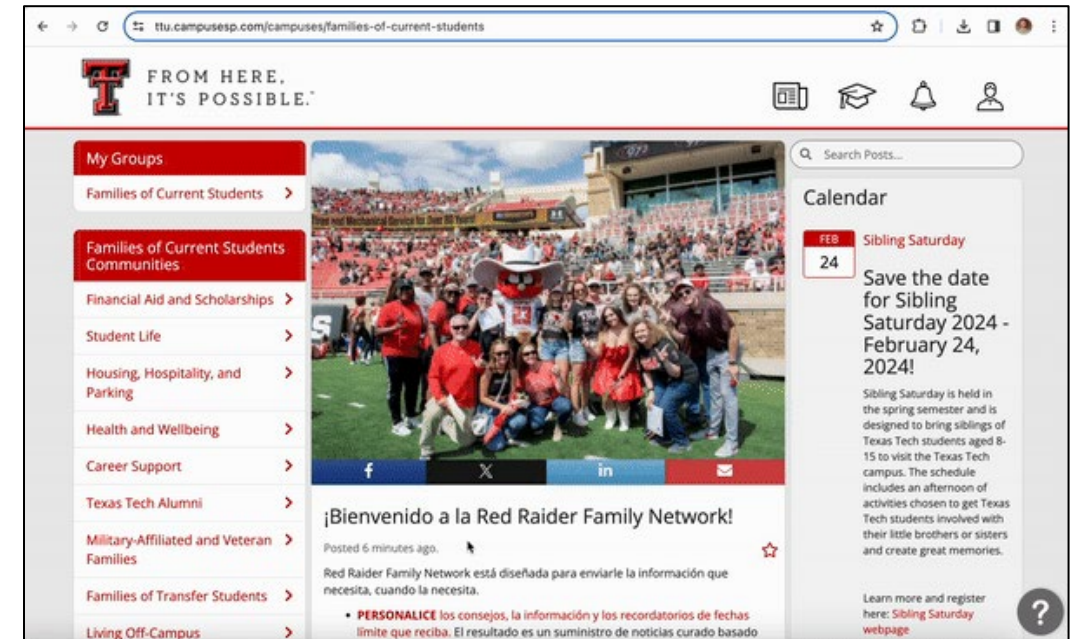 ttu.campusesp.com/campuses/families-of-current-students
FROM HERE,
IT'S POSSIBLE.™
My Groups
Families of Current Students
Families of Current Students
Communities
Financial Aid and Scholarships
Student Life
Housing, Hospitality, and
Parking
Health and Wellbeing
Career Support
Texas Tech Alumni
Military-Affiliated and Veteran
Families
Families of Transfer Students
Living Off-Campus
f X in
¡Bienvenido a la Red Raider Family Network!
Posted 6 minutes ago.
Red Raider Family Network está diseñada para enviarle la información que
necesita, cuando la necesita.
• PERSONALICE los consejos, la información y los recordatorios de fechas
límite que reciba. El resultado es un suministro de noticias curado basado
Search Posts...
Calendar
FEB
24
Sibling Saturday
Save the date
for Sibling
Saturday 2024 -
February 24,
2024!
Sibling Saturday is held in
the spring semester and is
designed to bring siblings of
Texas Tech students aged 8-
15 to visit the Texas Tech
campus. The schedule
includes an afternoon of
activities chosen to get Texas
Tech students involved with
their little brothers or sisters
and create great memories.
Learn more and register
here: Sibling Saturday
webpage
?